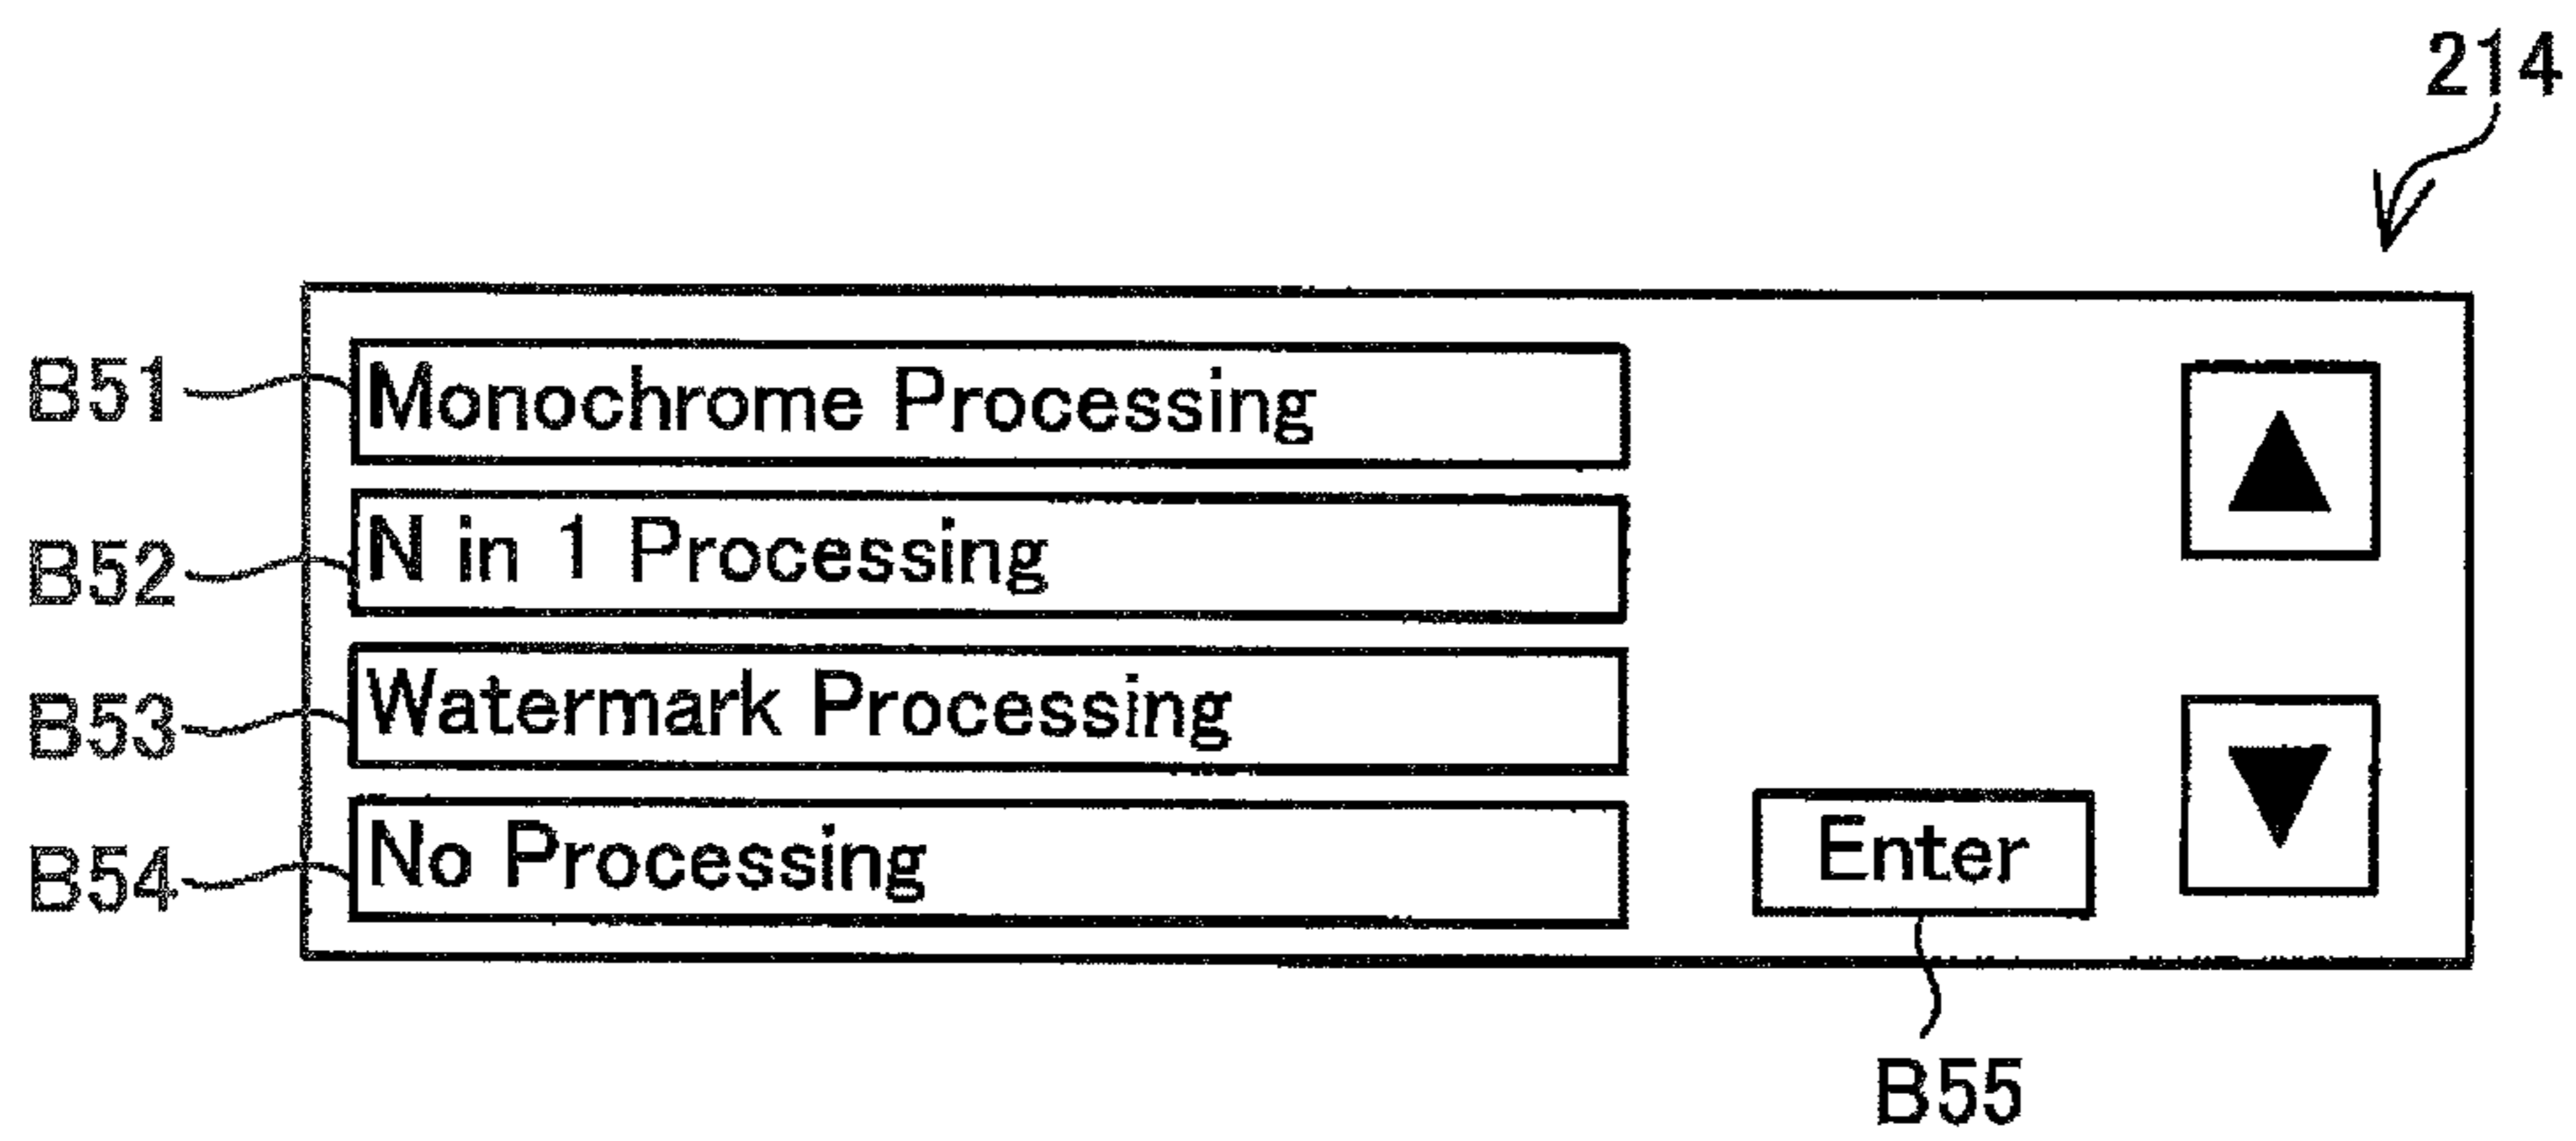 214
B51 Monochrome Processing
B52 N in 1 Processing
B53 Watermark Processing
B54 No Processing
Enter
B55